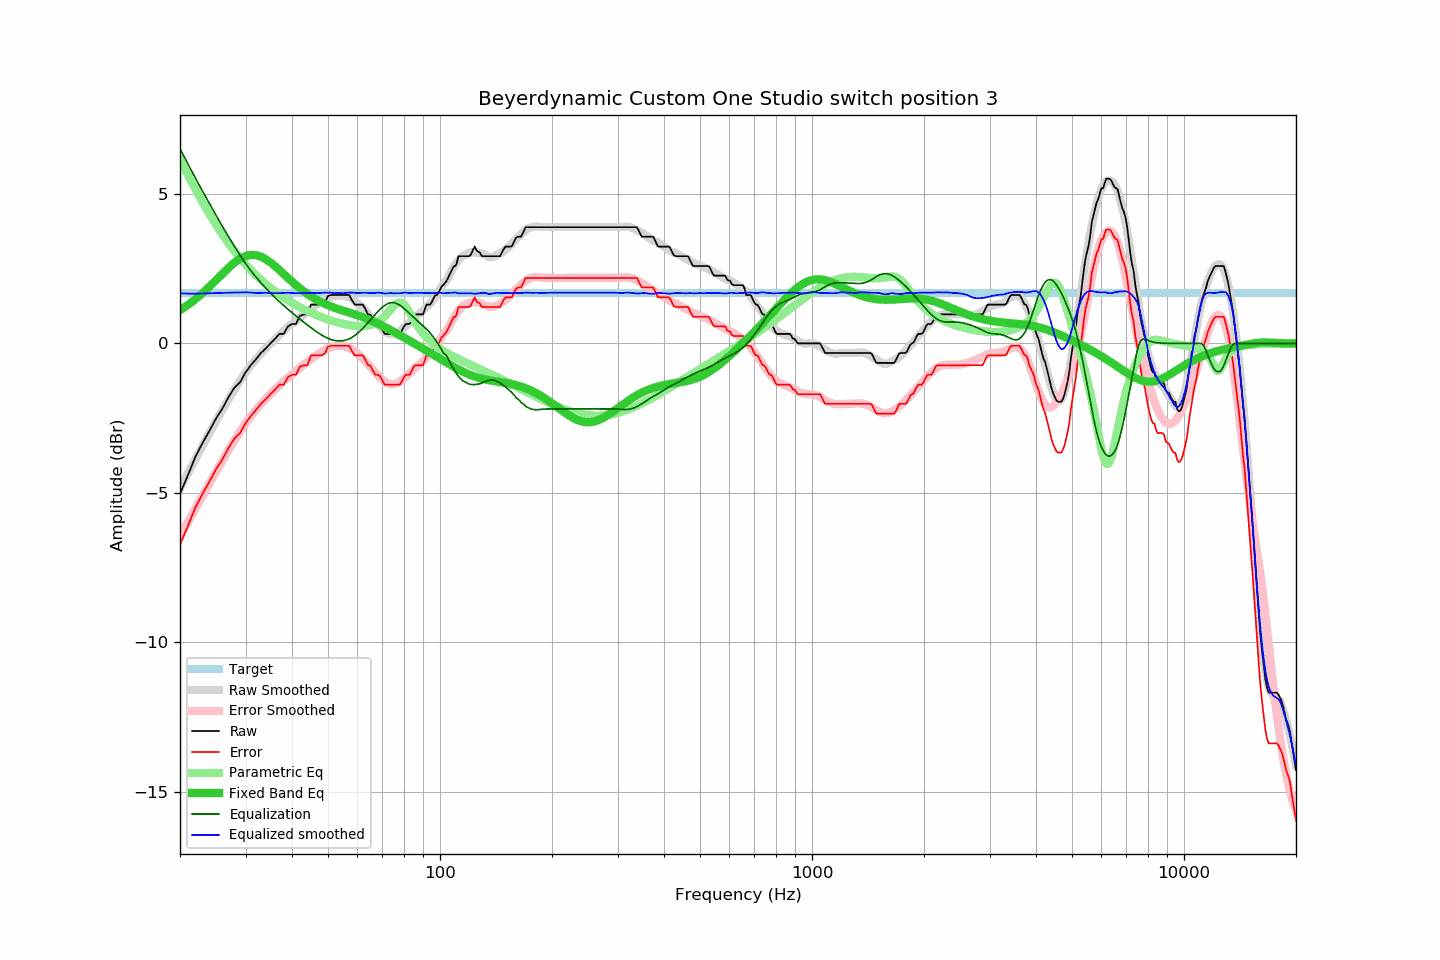 Beyerdynamic Custom One Studio switch position 3
5
0
−5
−10
−15
Amplitude (dBr)
Target
Raw Smoothed
Error Smoothed
Raw
Error
Parametric Eq
Fixed Band Eq
Equalization
Equalized smoothed
100
1000
10000
Frequency (Hz)